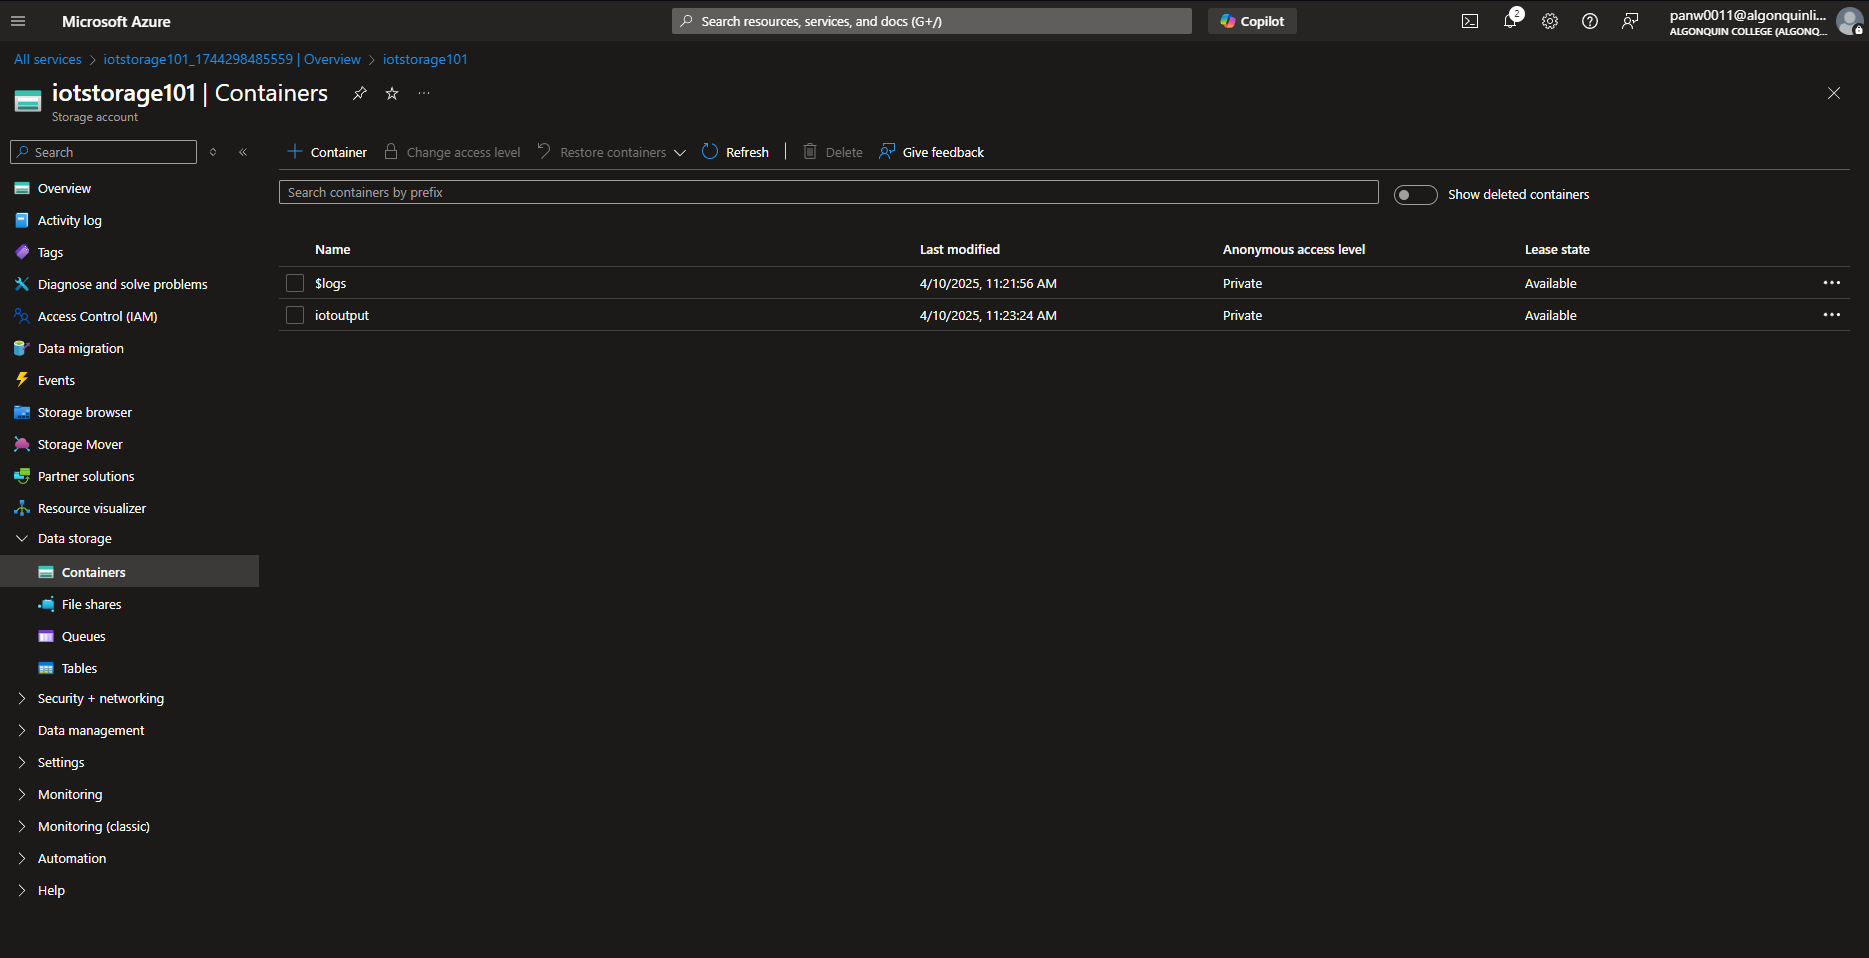 Microsoft Azure
Search resources, services, and docs (G+/)
Copilot
2
panw0011@algonquinli...
ALGONQUIN COLLEGE (ALGONQ...
All services > iotstorage101_1744298485559 | Overview > iotstorage101
iotstorage101 | Containers
Storage account
Search
Container
Change access level
Restore containers
Refresh
Delete
Give feedback
Search containers by prefix
Show deleted containers
Name Last modified Anonymous access level Lease state
$logs 4/10/2025, 11:21:56 AM Private Available
iotoutput 4/10/2025, 11:23:24 AM Private Available
Overview
Activity log
Tags
Diagnose and solve problems
Access Control (IAM)
Data migration
Events
Storage browser
Storage Mover
Partner solutions
Resource visualizer
Data storage
Containers
File shares
Queues
Tables
Security + networking
Data management
Settings
Monitoring
Monitoring (classic)
Automation
Help